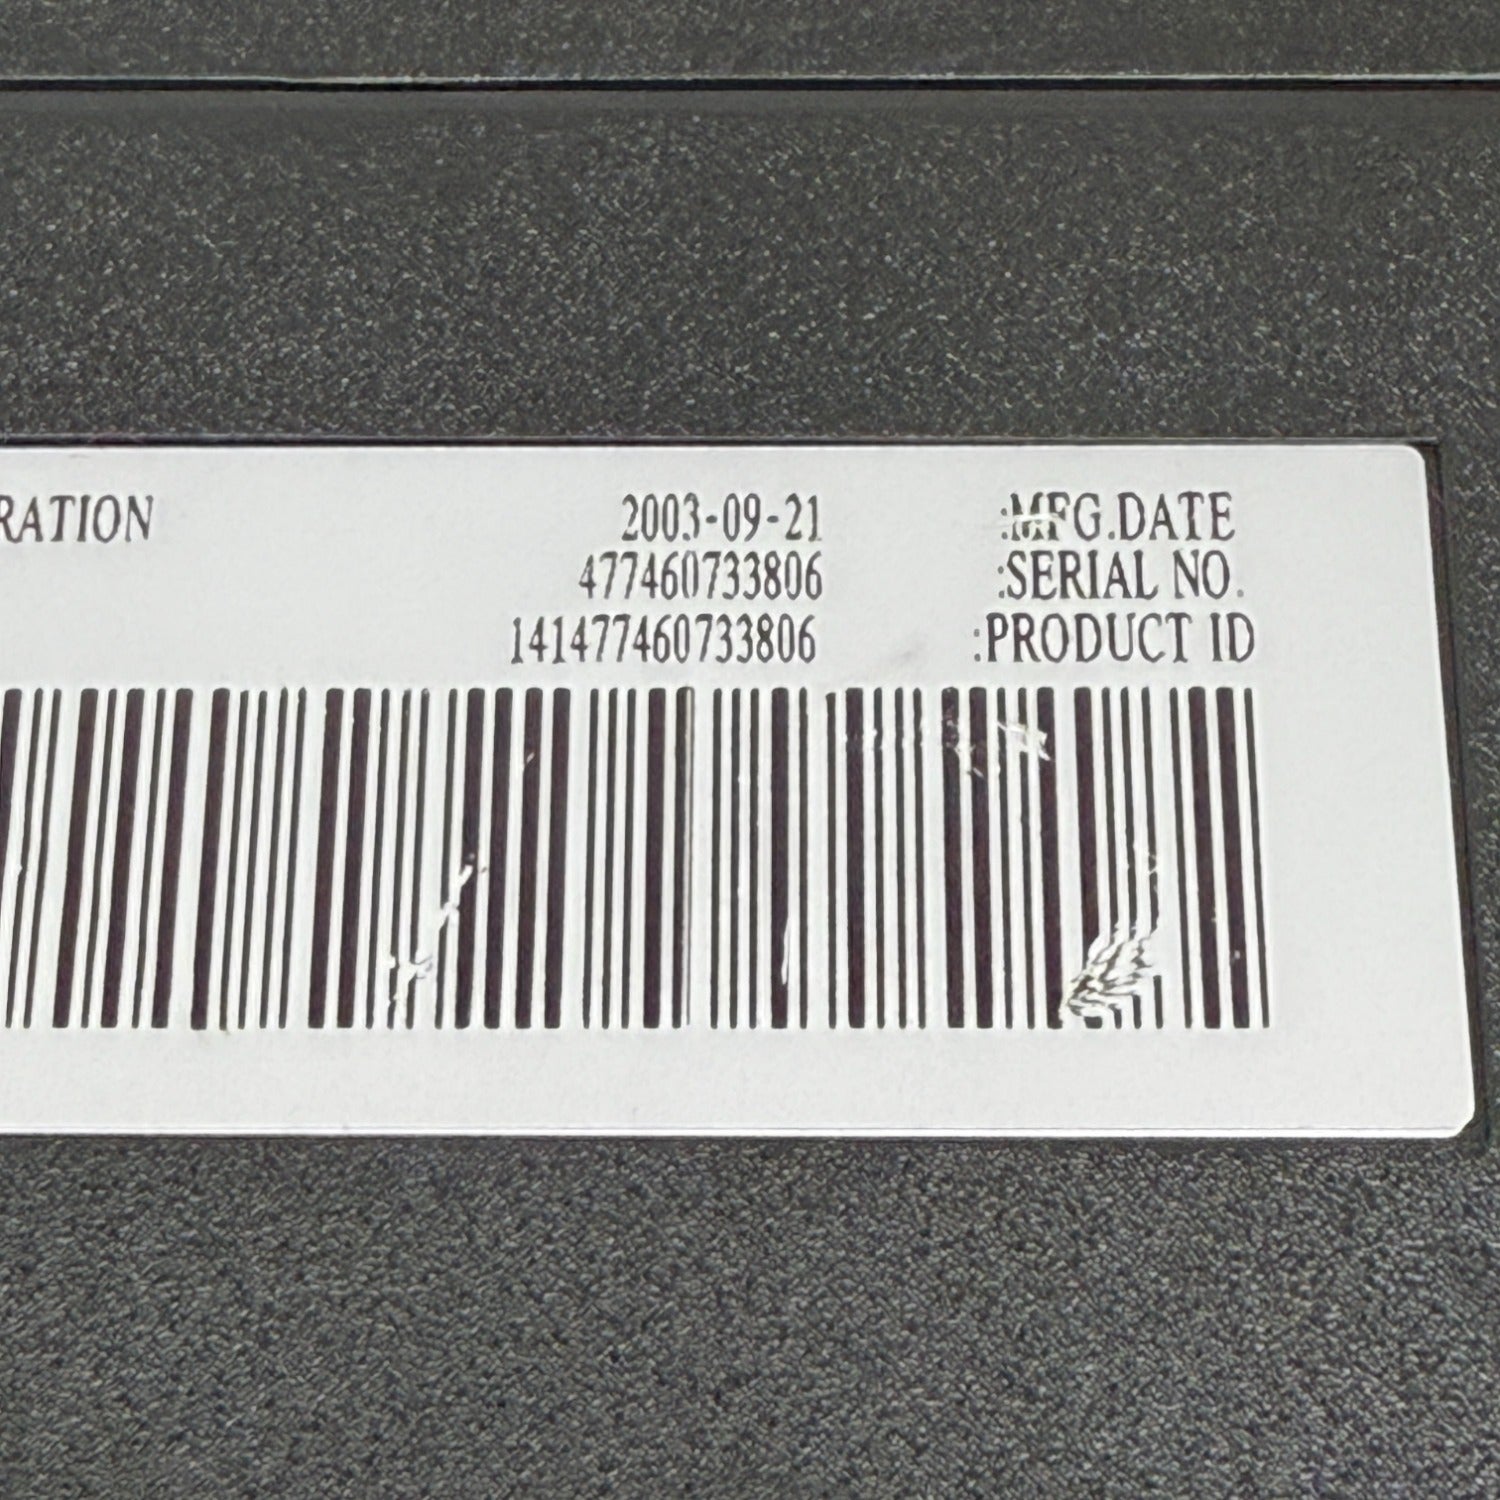 RATION 2003-09-21 :MFG.DATE
477460733806 :SERIAL NO.
141477460733806 :PRODUCT ID